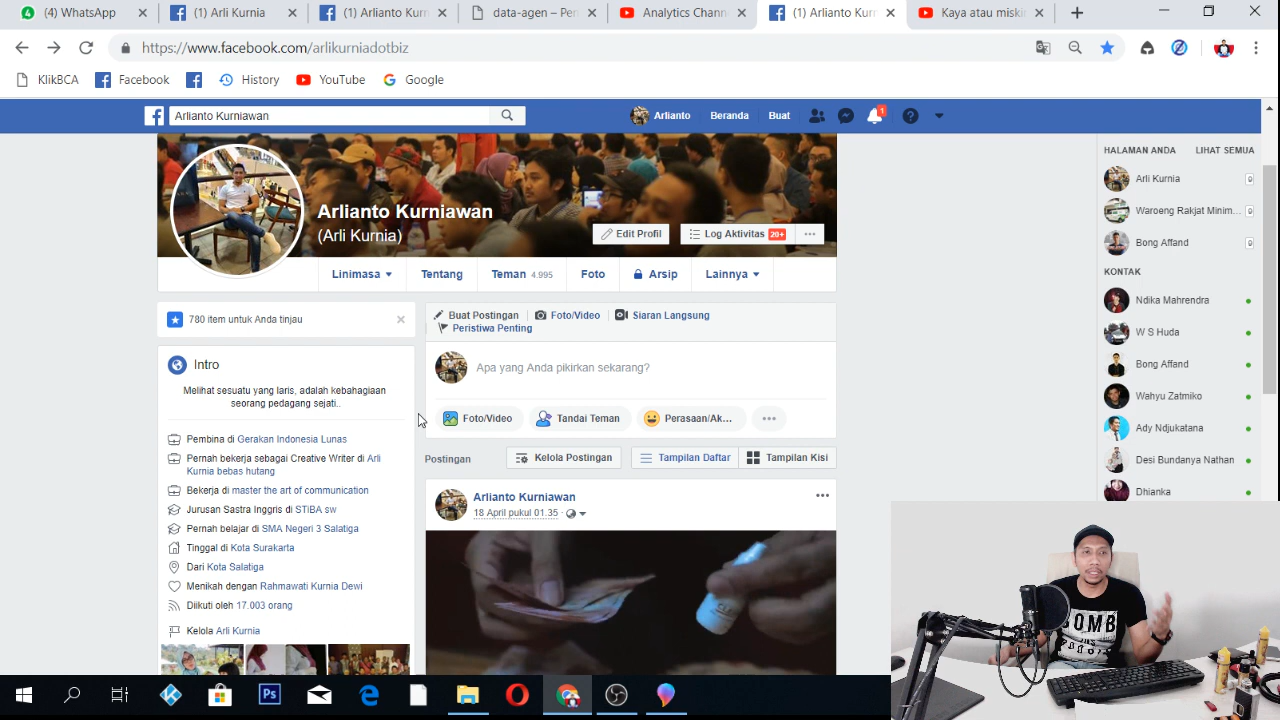 (4) WhatsApp
(1) Arli Kurnia
(1) Arlianto Kurn
data-agen – Pen
Analytics Chann
(1) Arlianto Kurn
Kaya atau miski
https://www.facebook.com/arlikurniadotbiz
KlikBCA
Facebook
History
YouTube
Google
Arlianto Kurniawan
Arlianto
Beranda
Buat
1
Arlianto Kurniawan
(Arli Kurnia)
Edit Profil
Log Aktivitas 20+
Linimasa
Tentang
Teman 4.995
Foto
Arsip
Lainnya
780 item untuk Anda tinjau
Intro
Melihat sesuatu yang laris, adalah kebahagiaan
seorang pedagang sejati..
Pembina di Gerakan Indonesia Lunas
Pernah bekerja sebagai Creative Writer di Arli
Kurnia bebas hutang
Bekerja di master the art of communication
Jurusan Sastra Inggris di STiBA sw
Pernah belajar di SMA Negeri 3 Salatiga
Tinggal di Kota Surakarta
Dari Kota Salatiga
Menikah dengan Rahmawati Kurnia Dewi
Diikuti oleh 17.003 orang
Kelola Arli Kurnia
Buat Postingan
Foto/Video
Siaran Langsung
Peristiwa Penting
Apa yang Anda pikirkan sekarang?
Foto/Video
Tandai Teman
Perasaan/Ak...
Postingan
Kelola Postingan
Tampilan Daftar
Tampilan Kisi
Arlianto Kurniawan
18 April pukul 01.35
HALAMAN ANDA
LIHAT SEMUA
Arli Kurnia
9
Waroeng Rakjat Minim...
9
Bong Affand
9
KONTAK
Ndika Mahrendra
W S Huda
Bong Affand
Wahyu Zatmiko
Ady Ndjukatana
Desi Bundanya Nathan
Dhianka
Ps